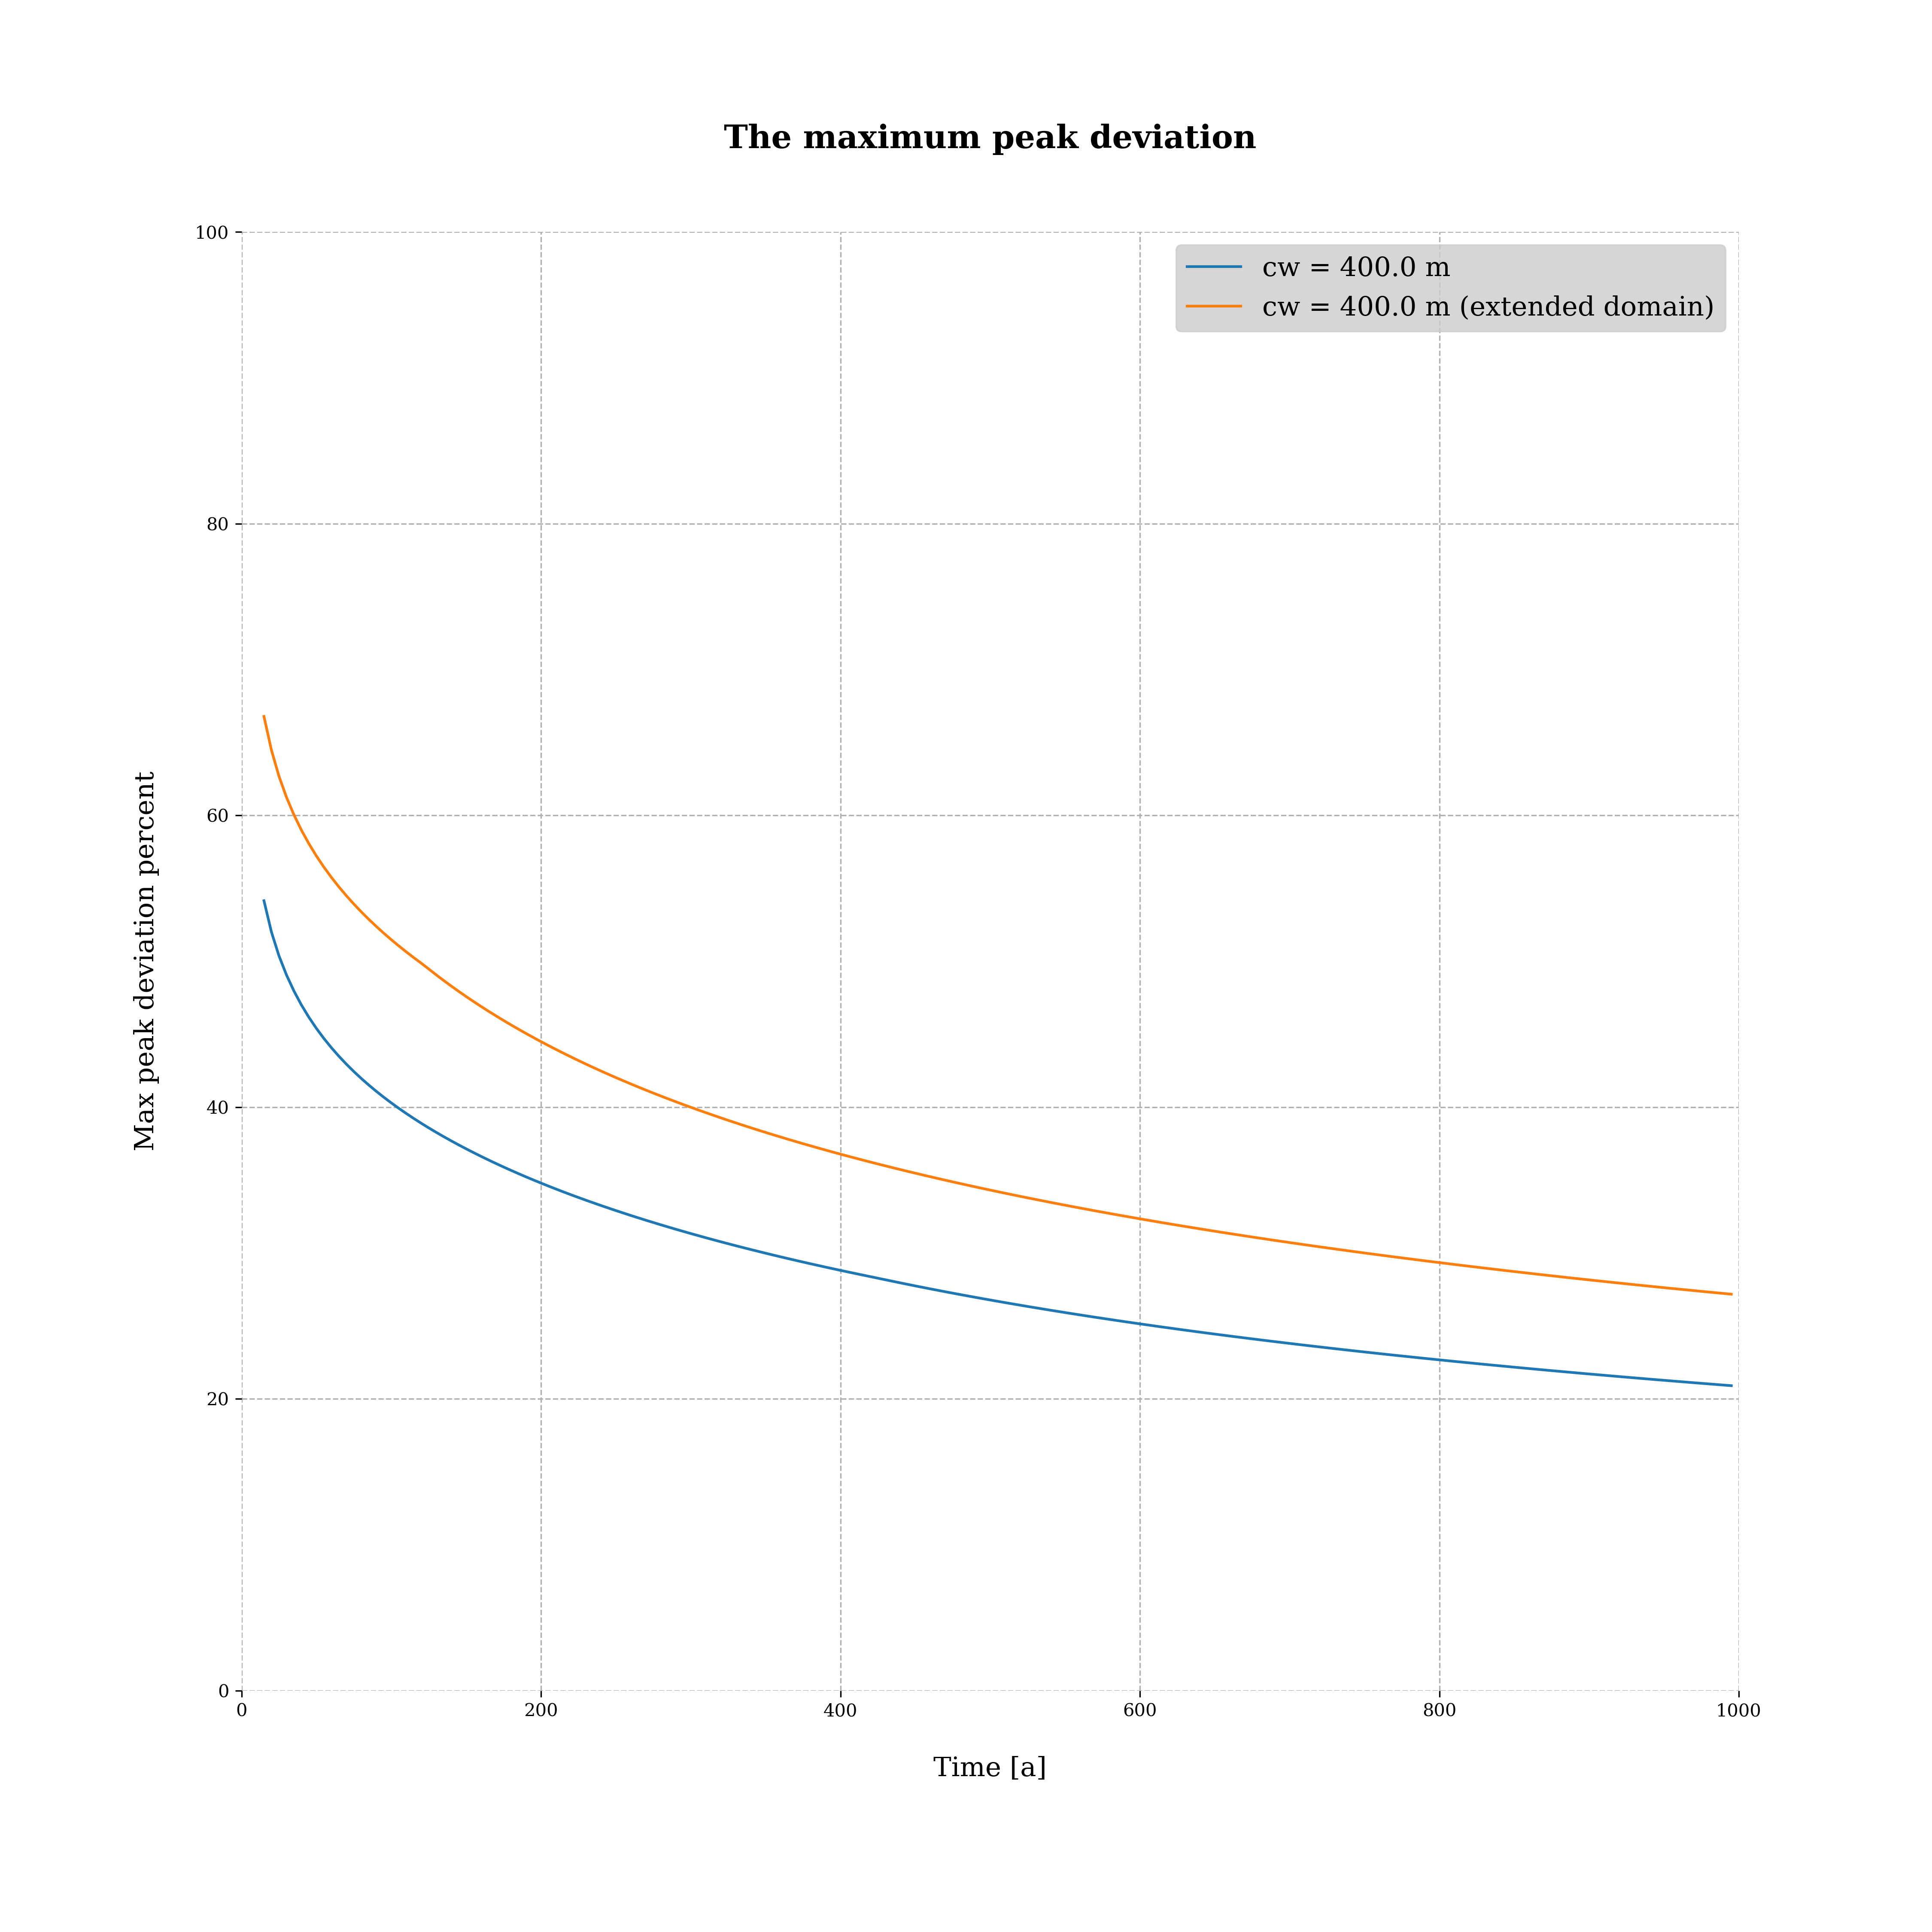 The maximum peak deviation
cw = 400.0 m
cw = 400.0 m (extended domain)
Max peak deviation percent
100
80
60
40
20
0
0 200 400 600 800 1000
Time [a]